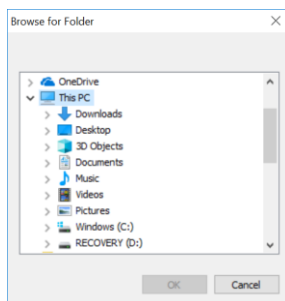 Browse for Folder
OneDrive
This PC
Downloads
Desktop
3D Objects
Documents
Music
Videos
Pictures
Windows (C:)
RECOVERY (D:)
OK Cancel